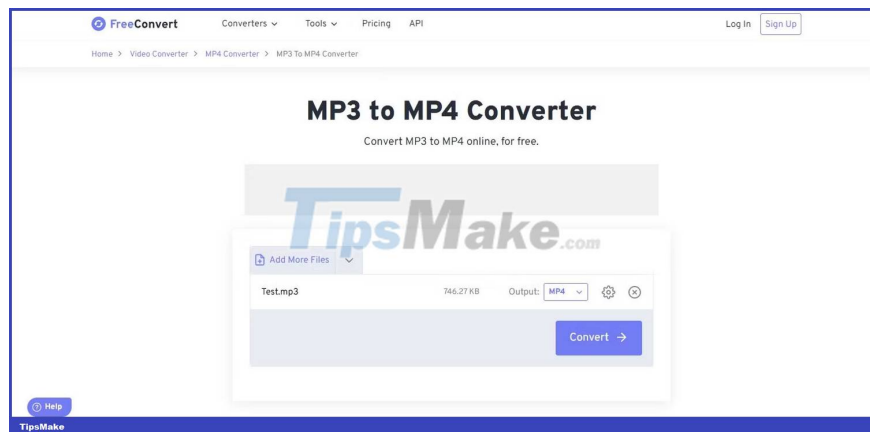 FreeConvert Converters Tools Pricing API Log In Sign Up
Home > Video Converter > MP4 Converter > MP3 To MP4 Converter
MP3 to MP4 Converter
Convert MP3 to MP4 online, for free.
TipsMake.com
Add More Files
Test.mp3 746.27 KB Output: MP4
Convert →
? Help
TipsMake